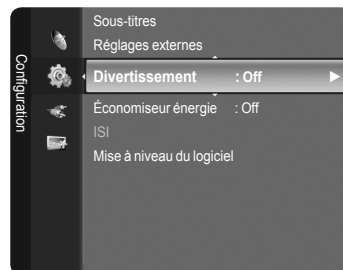 Configuration
Sous-titres
Réglages externes
Divertissement : Off
Économiseur énergie : Off
ISI
Mise à niveau du logiciel